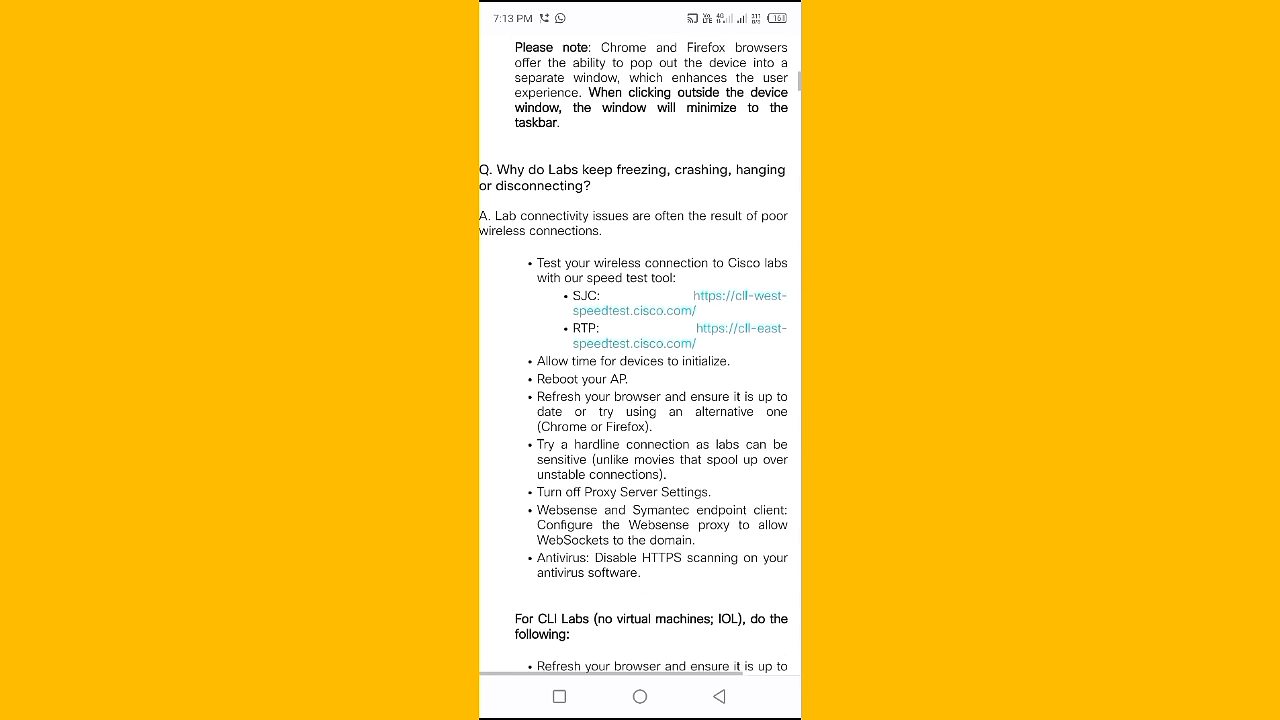 7:13 PM
Please note: Chrome and Firefox browsers
offer the ability to pop out the device into a
separate window, which enhances the user
experience. When clicking outside the device
window, the window will minimize to the
taskbar.
Q. Why do Labs keep freezing, crashing, hanging
or disconnecting?
A. Lab connectivity issues are often the result of poor
wireless connections.
• Test your wireless connection to Cisco labs
with our speed test tool:
• SJC: https://cll-west-
speedtest.cisco.com/
• RTP: https://cll-east-
speedtest.cisco.com/
• Allow time for devices to initialize.
• Reboot your AP.
• Refresh your browser and ensure it is up to
date or try using an alternative one
(Chrome or Firefox).
• Try a hardline connection as labs can be
sensitive (unlike movies that spool up over
unstable connections).
• Turn off Proxy Server Settings.
• Websense and Symantec endpoint client:
Configure the Websense proxy to allow
WebSockets to the domain.
• Antivirus: Disable HTTPS scanning on your
antivirus software.
For CLI Labs (no virtual machines; IOL), do the
following:
• Refresh your browser and ensure it is up to